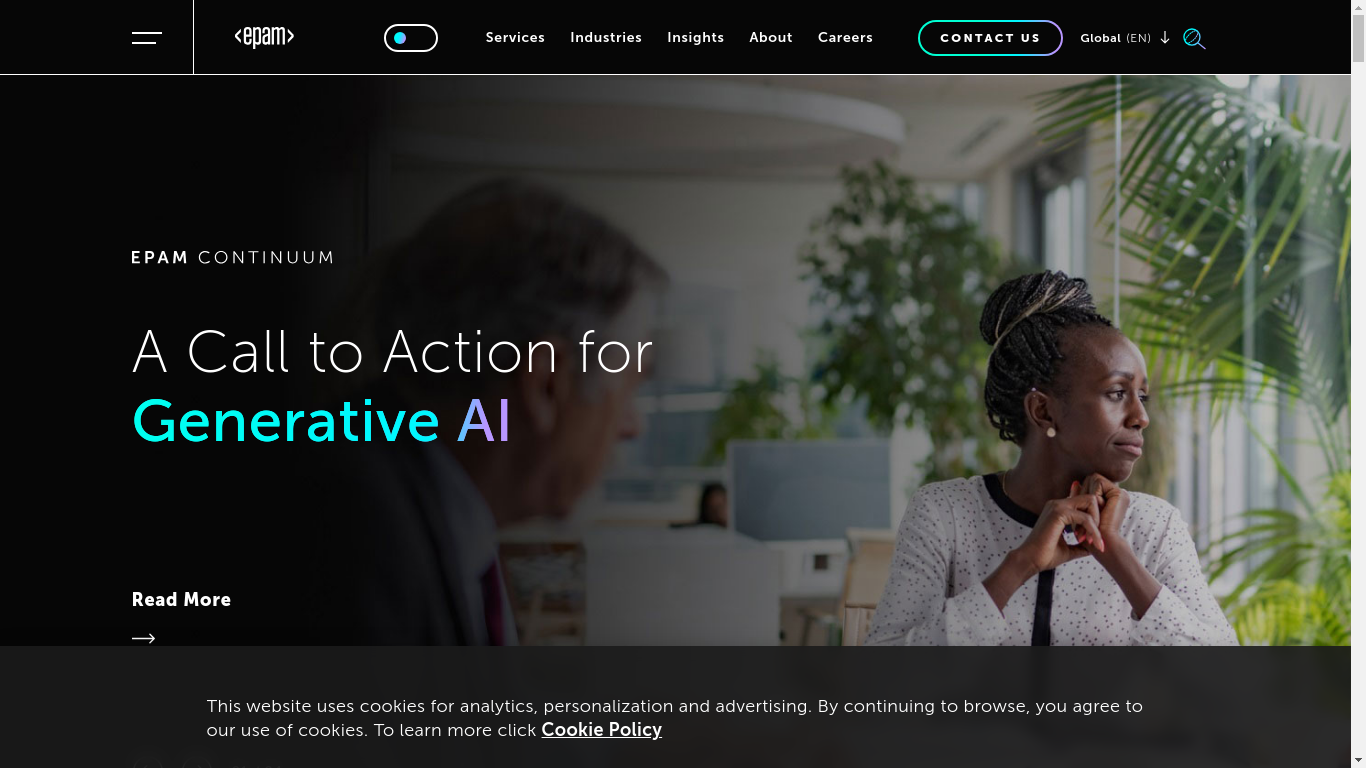 <epam>
Services
Industries
Insights
About
Careers
CONTACT US
Global (EN)
EPAM CONTINUUM
A Call to Action for
Generative AI
Read More
This website uses cookies for analytics, personalization and advertising. By continuing to browse, you agree to
our use of cookies. To learn more click Cookie Policy